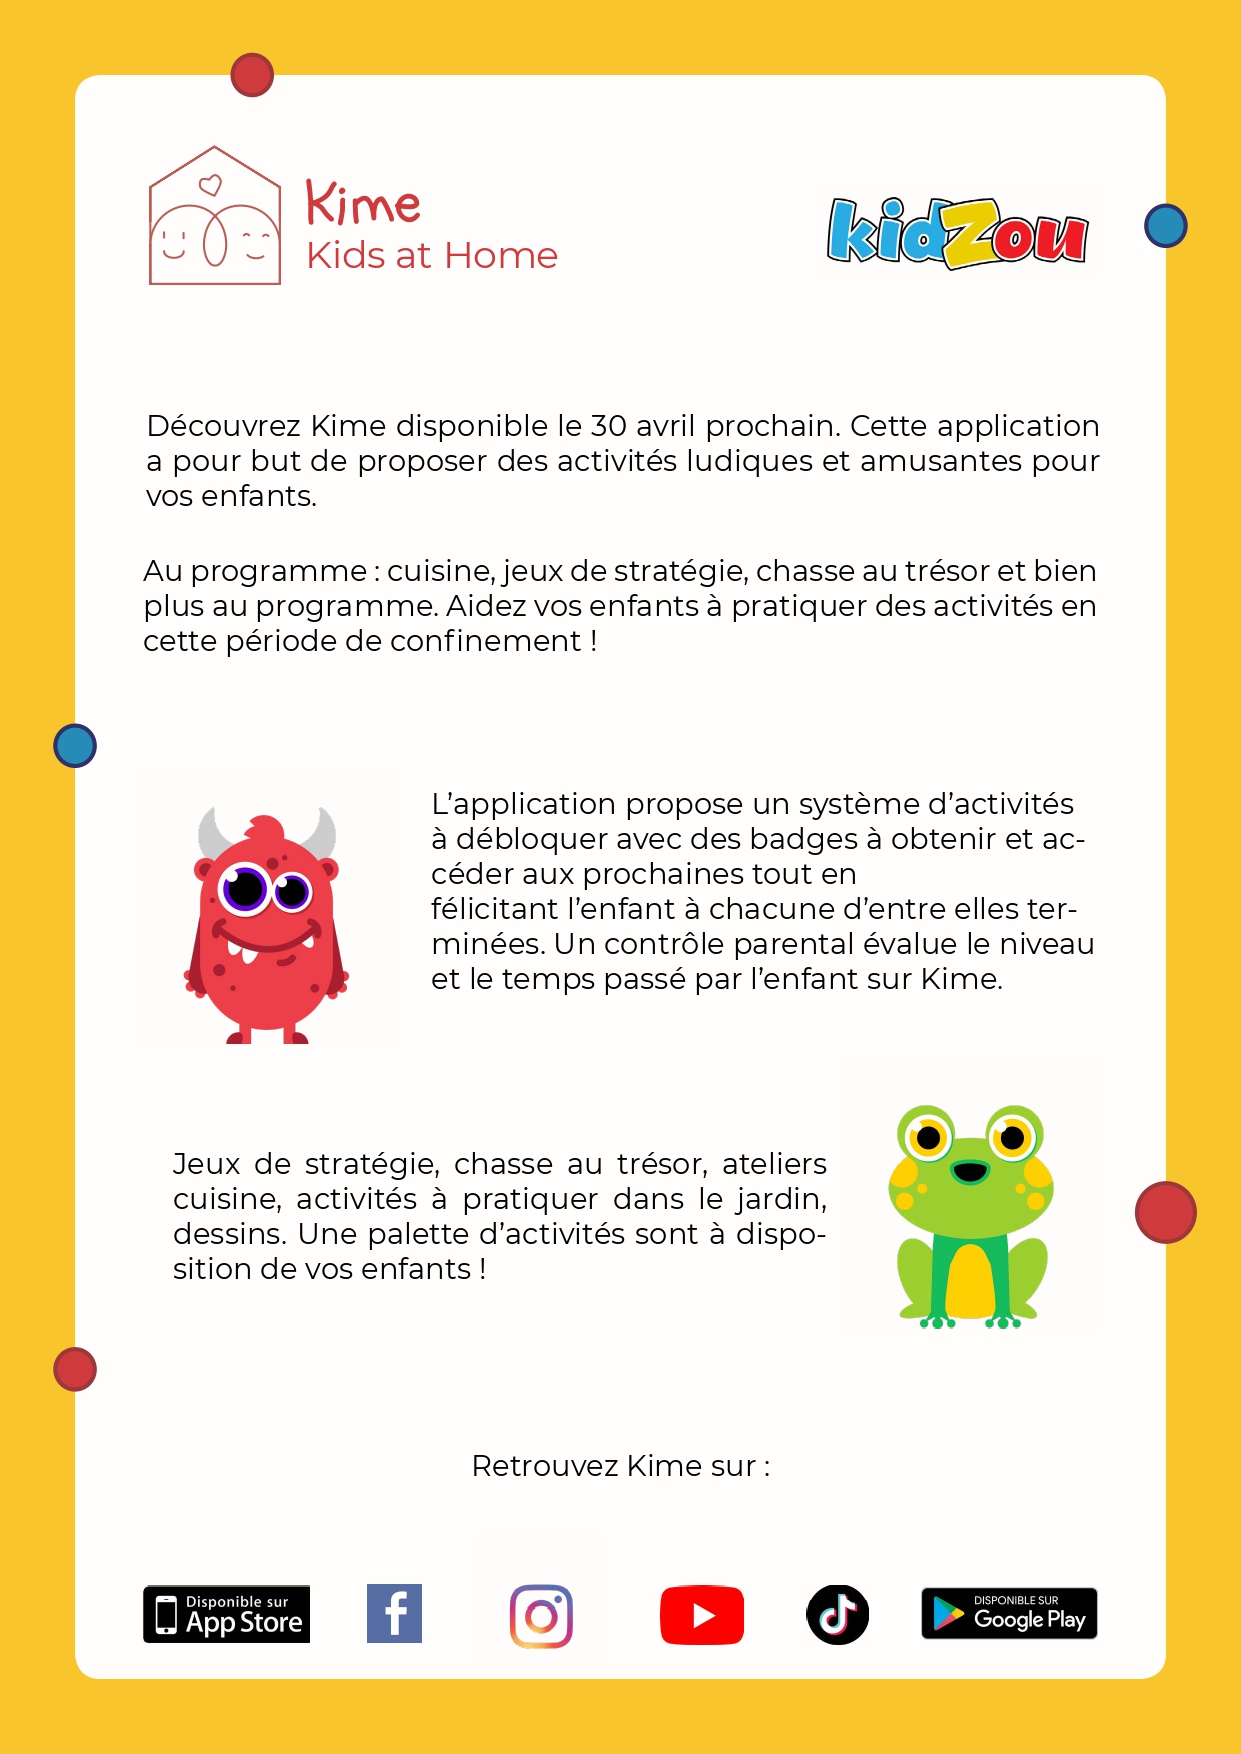 Kime
Kids at Home
kidZou
Découvrez Kime disponible le 30 avril prochain. Cette application
a pour but de proposer des activités ludiques et amusantes pour
vos enfants.
Au programme : cuisine, jeux de stratégie, chasse au trésor et bien
plus au programme. Aidez vos enfants à pratiquer des activités en
cette période de confinement !
L’application propose un système d’activités
à débloquer avec des badges à obtenir et ac-
céder aux prochaines tout en
félicitant l’enfant à chacune d’entre elles ter-
minées. Un contrôle parental évalue le niveau
et le temps passé par l’enfant sur Kime.
Jeux de stratégie, chasse au trésor, ateliers
cuisine, activités à pratiquer dans le jardin,
dessins. Une palette d’activités sont à dispo-
sition de vos enfants !
Retrouvez Kime sur :
Disponible sur
App Store
DISPONIBLE SUR
Google Play